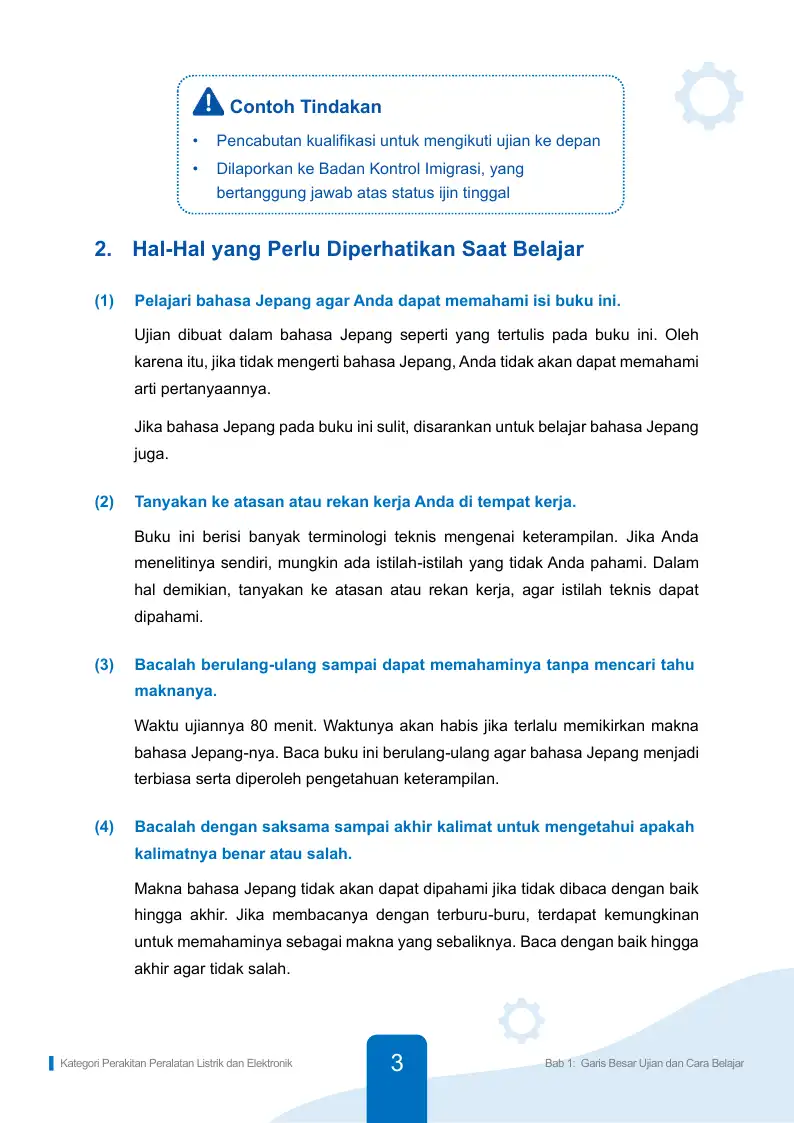 Contoh Tindakan
• Pencabutan kualifikasi untuk mengikuti ujian ke depan
• Dilaporkan ke Badan Kontrol Imigrasi, yang
bertanggung jawab atas status ijin tinggal
2. Hal-Hal yang Perlu Diperhatikan Saat Belajar
(1) Pelajari bahasa Jepang agar Anda dapat memahami isi buku ini.
Ujian dibuat dalam bahasa Jepang seperti yang tertulis pada buku ini. Oleh
karena itu, jika tidak mengerti bahasa Jepang, Anda tidak akan dapat memahami
arti pertanyaannya.
Jika bahasa Jepang pada buku ini sulit, disarankan untuk belajar bahasa Jepang
juga.
(2) Tanyakan ke atasan atau rekan kerja Anda di tempat kerja.
Buku ini berisi banyak terminologi teknis mengenai keterampilan. Jika Anda
menelitinya sendiri, mungkin ada istilah-istilah yang tidak Anda pahami. Dalam
hal demikian, tanyakan ke atasan atau rekan kerja, agar istilah teknis dapat
dipahami.
(3) Bacalah berulang-ulang sampai dapat memahaminya tanpa mencari tahu
maknanya.
Waktu ujiannya 80 menit. Waktunya akan habis jika terlalu memikirkan makna
bahasa Jepang-nya. Baca buku ini berulang-ulang agar bahasa Jepang menjadi
terbiasa serta diperoleh pengetahuan keterampilan.
(4) Bacalah dengan saksama sampai akhir kalimat untuk mengetahui apakah
kalimatnya benar atau salah.
Makna bahasa Jepang tidak akan dapat dipahami jika tidak dibaca dengan baik
hingga akhir. Jika membacanya dengan terburu-buru, terdapat kemungkinan
untuk memahaminya sebagai makna yang sebaliknya. Baca dengan baik hingga
akhir agar tidak salah.
Kategori Perakitan Peralatan Listrik dan Elektronik
3
Bab 1: Garis Besar Ujian dan Cara Belajar